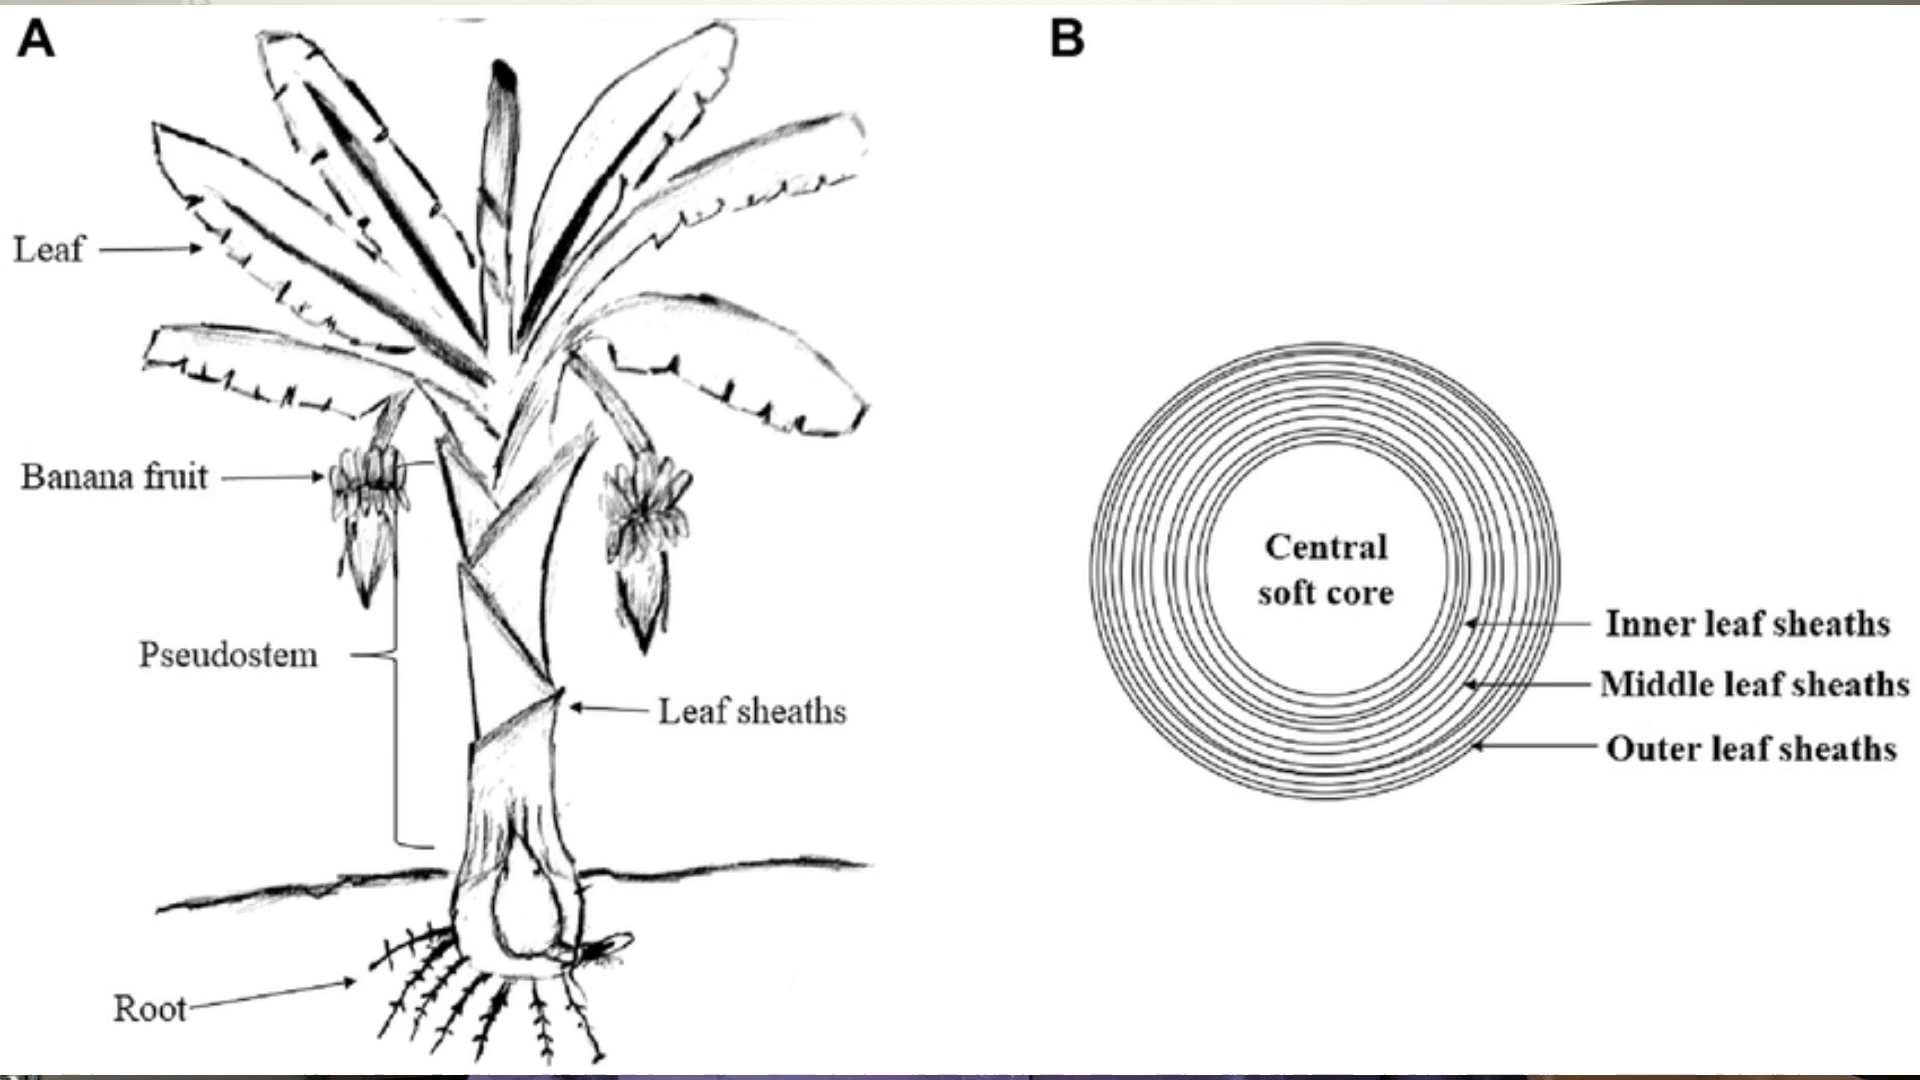 A
Leaf
Banana fruit
Pseudostem
Leaf sheaths
Root
B
Central
soft core
Inner leaf sheaths
Middle leaf sheaths
Outer leaf sheaths